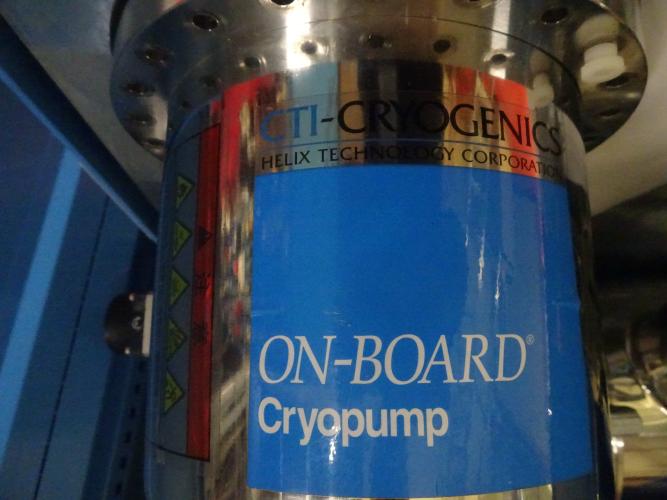 CTI-CRYOGENICS
HELIX TECHNOLOGY CORPORATION
ON-BOARD®
Cryopump